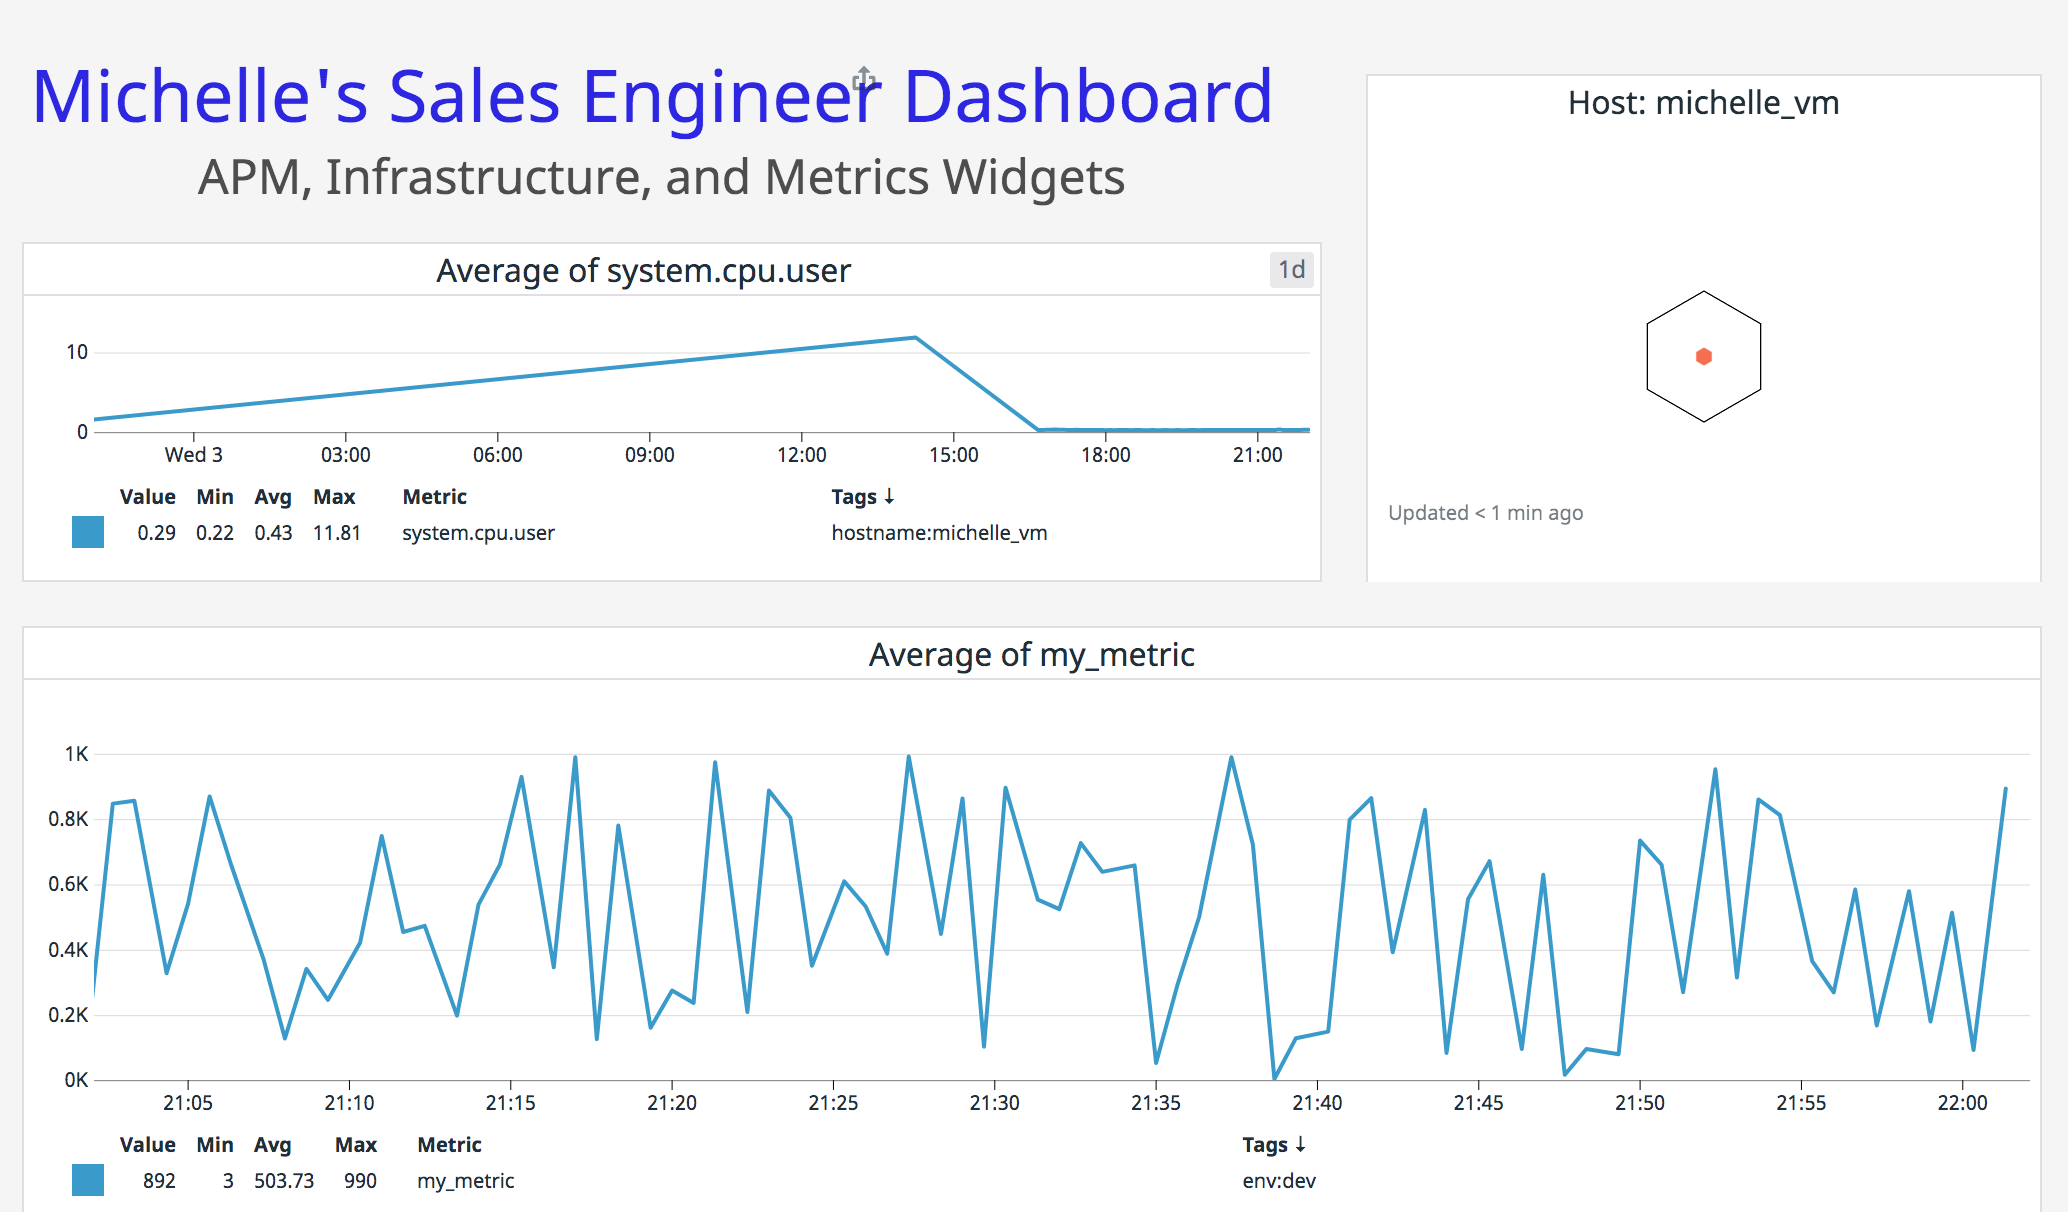 Michelle's Sales Engineer Dashboard
APM, Infrastructure, and Metrics Widgets
Host: michelle_vm
Updated < 1 min ago
Average of system.cpu.user 1d
10
0
Wed 3 03:00 06:00 09:00 12:00 15:00 18:00 21:00
Value Min Avg Max Metric Tags ↓
0.29 0.22 0.43 11.81 system.cpu.user hostname:michelle_vm
Average of my_metric
1K
0.8K
0.6K
0.4K
0.2K
0K
21:05 21:10 21:15 21:20 21:25 21:30 21:35 21:40 21:45 21:50 21:55 22:00
Value Min Avg Max Metric Tags ↓
892 3 503.73 990 my_metric env:dev